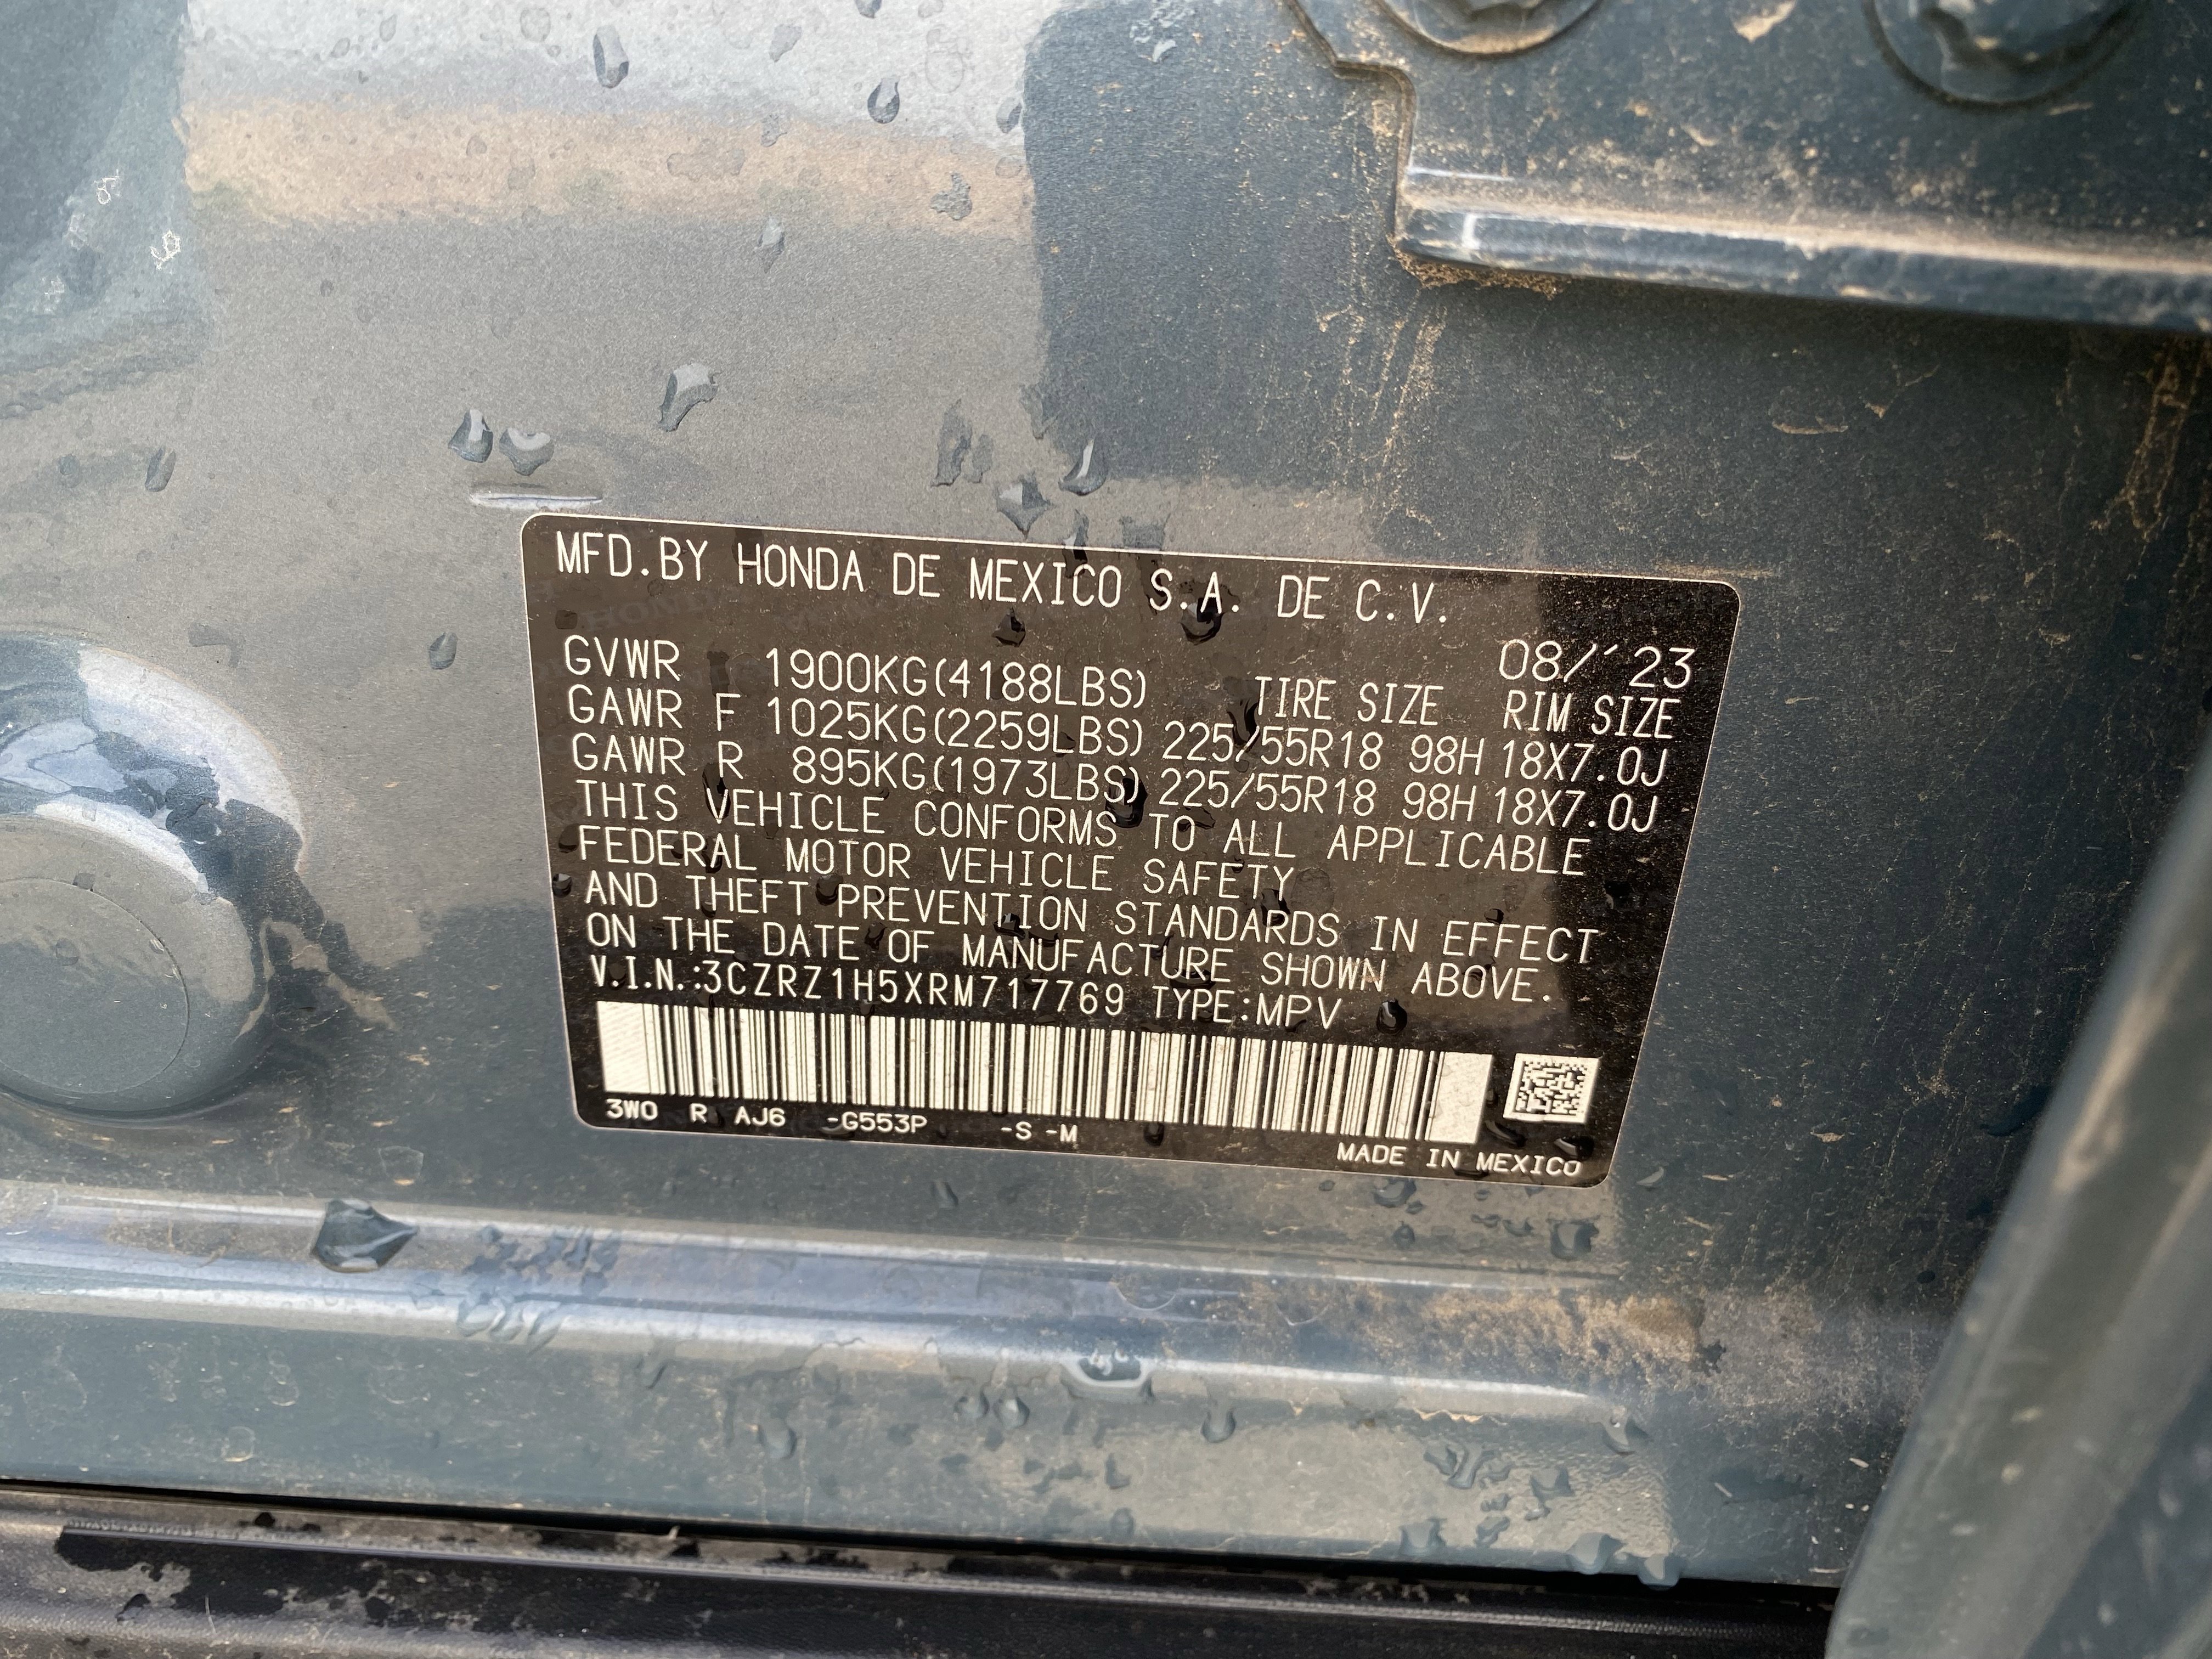 MFD.BY HONDA DE MEXICO S.A. DE C.V.
08/´23
GVWR 1900KG(4188LBS) TIRE SIZE RIM SIZE
GAWR F 1025KG(2259LBS) 225/55R18 98H 18X7.0J
GAWR R 895KG(1973LBS) 225/55R18 98H 18X7.0J
THIS VEHICLE CONFORMS TO ALL APPLICABLE
FEDERAL MOTOR VEHICLE SAFETY
AND THEFT PREVENTION STANDARDS IN EFFECT
ON THE DATE OF MANUFACTURE SHOWN ABOVE.
V.I.N.:3CZRZ1H5XRM717769 TYPE:MPV
3W0 R AJ6 -G553P -S -M
MADE IN MEXICO